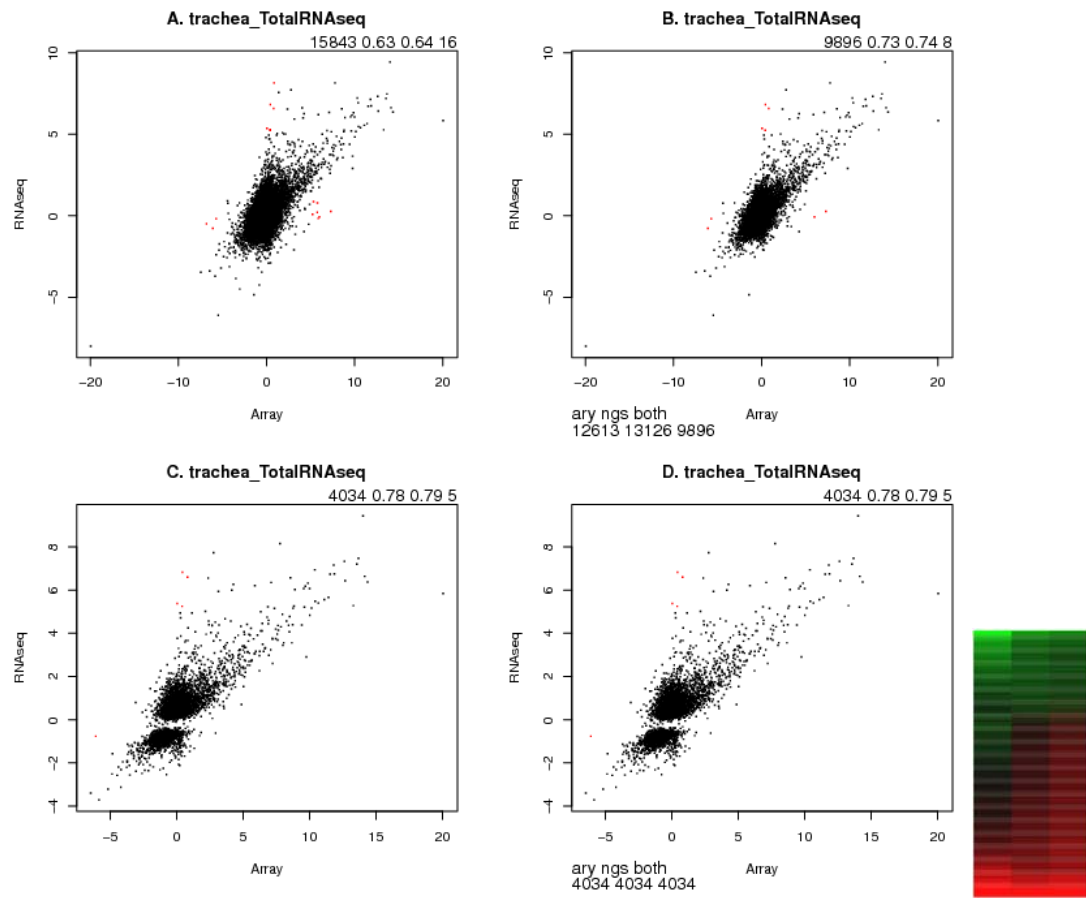 A. trachea_TotalRNAseq
15843 0.63 0.64 16
RNAseq
10
5
0
−5
−20 −10 0 10 20
Array
B. trachea_TotalRNAseq
9896 0.73 0.74 8
RNAseq
10
5
0
−5
−20 −10 0 10 20
Array
ary ngs both
12613 13126 9896
C. trachea_TotalRNAseq
4034 0.78 0.79 5
RNAseq
8
6
4
2
0
−2
−4
−5 0 5 10 15 20
Array
D. trachea_TotalRNAseq
4034 0.78 0.79 5
RNAseq
8
6
4
2
0
−2
−4
−5 0 5 10 15 20
Array
ary ngs both
4034 4034 4034